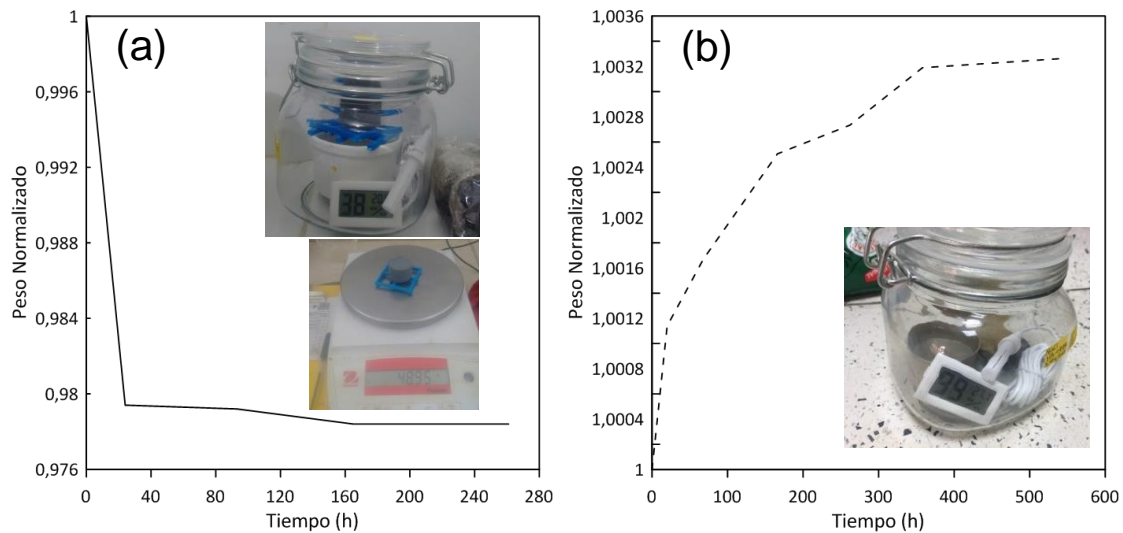 (a)
Peso Normalizado
1
0,996
0,992
0,988
0,984
0,98
0,976
0 40 80 120 160 200 240 280
Tiempo (h)
38
4835
(b)
Peso Normalizado
1,0036
1,0032
1,0028
1,0024
1,002
1,0016
1,0012
1,0008
1,0004
1
0 100 200 300 400 500 600
Tiempo (h)
39